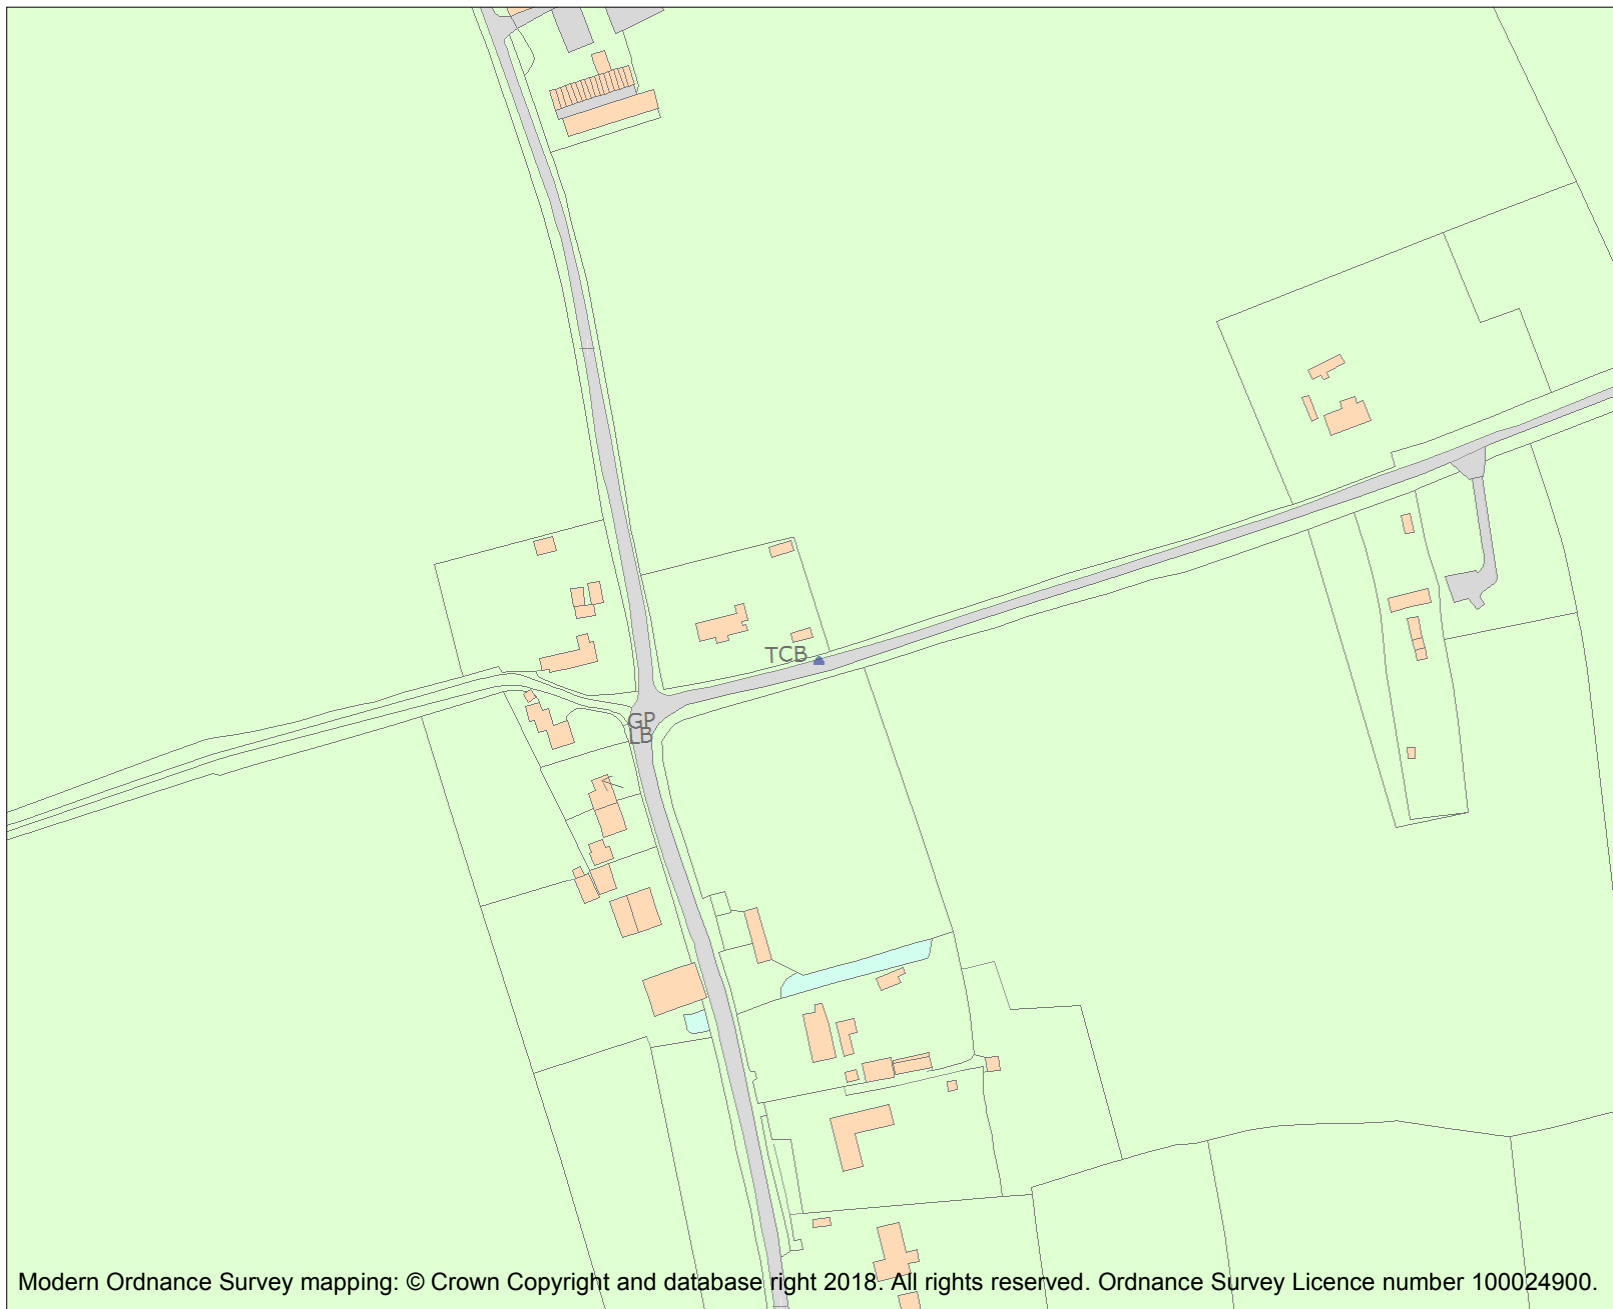 TCB
GP
LB
Modern Ordnance Survey mapping: © Crown Copyright and database right 2018. All rights reserved. Ordnance Survey Licence number 100024900.